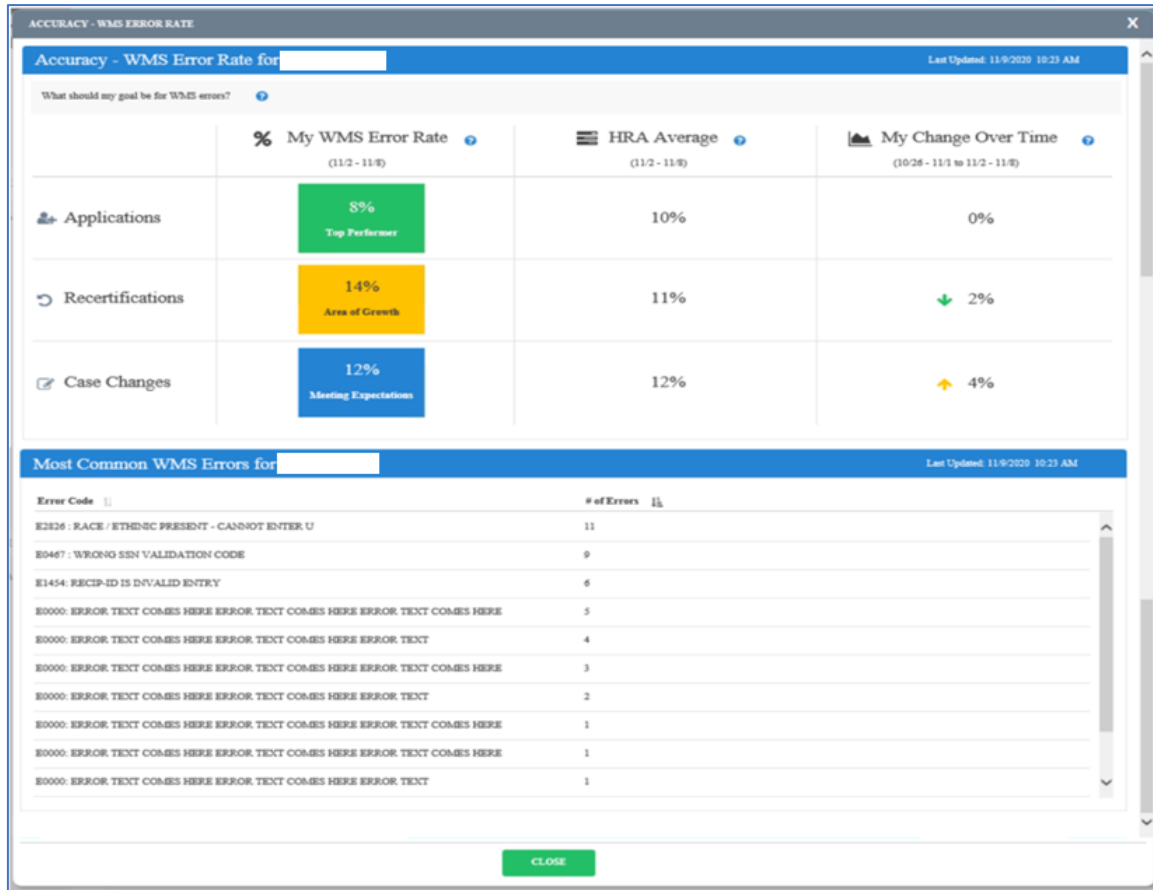 ACCURACY - WMS ERROR RATE X
Accuracy - WMS Error Rate for Last Updated: 11/9/2020 10:23 AM
What should my goal be for WMS errors? ?
% My WMS Error Rate ? HRA Average ? My Change Over Time ?
(11/2 - 11/8) (11/2 - 11/8) (10/26 - 11/1 to 11/2 - 11/8)
Applications 8% 10% 0%
Top Performer
Recertifications 14% 11% 2%
Area of Growth
Case Changes 12% 12% 4%
Meeting Expectations
Most Common WMS Errors for Last Updated: 11/9/2020 10:23 AM
Error Code # of Errors
E2826 : RACE / ETHINIC PRESENT - CANNOT ENTER U 11
E0467 : WRONG SSN VALIDATION CODE 9
E1454: RECIP-ID IS INVALID ENTRY 6
E0000: ERROR TEXT COMES HERE ERROR TEXT COMES HERE ERROR TEXT COMES HERE 5
E0000: ERROR TEXT COMES HERE ERROR TEXT COMES HERE ERROR TEXT 4
E0000: ERROR TEXT COMES HERE ERROR TEXT COMES HERE ERROR TEXT COMES HERE 3
E0000: ERROR TEXT COMES HERE ERROR TEXT COMES HERE ERROR TEXT 2
E0000: ERROR TEXT COMES HERE ERROR TEXT COMES HERE ERROR TEXT COMES HERE 1
E0000: ERROR TEXT COMES HERE ERROR TEXT COMES HERE ERROR TEXT COMES HERE 1
E0000: ERROR TEXT COMES HERE ERROR TEXT COMES HERE ERROR TEXT 1
CLOSE